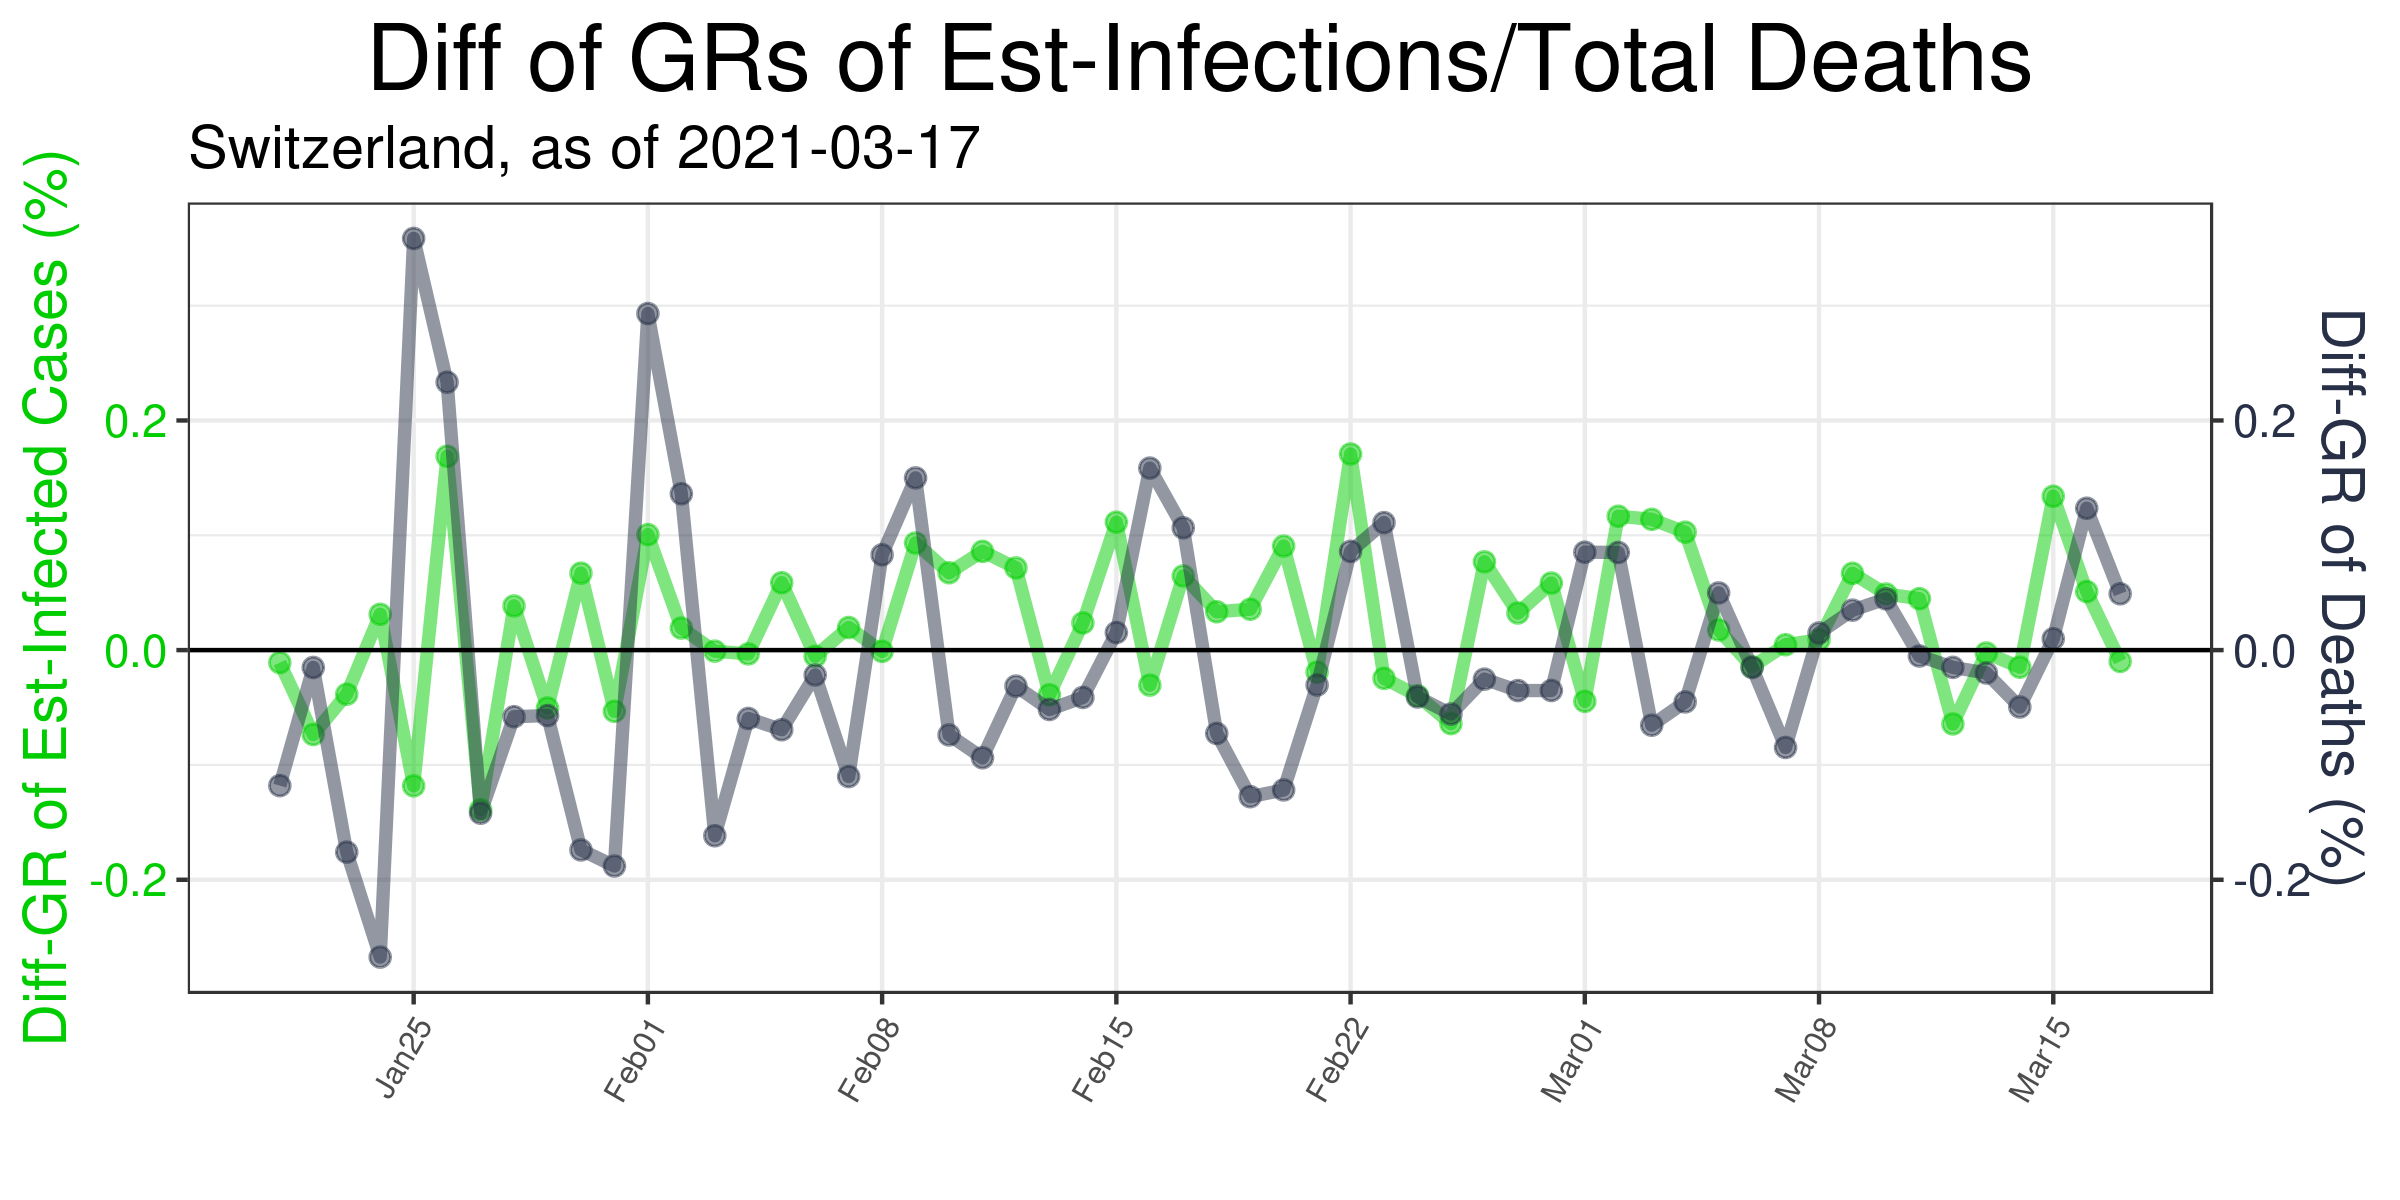 Diff of GRs of Est-Infections/Total Deaths
Switzerland, as of 2021-03-17
Diff-GR of Est-Infected Cases (%)
0.2
0.0
-0.2
0.2
0.0
-0.2
Diff-GR of Deaths (%)
Jan25
Feb01
Feb08
Feb15
Feb22
Mar01
Mar08
Mar15